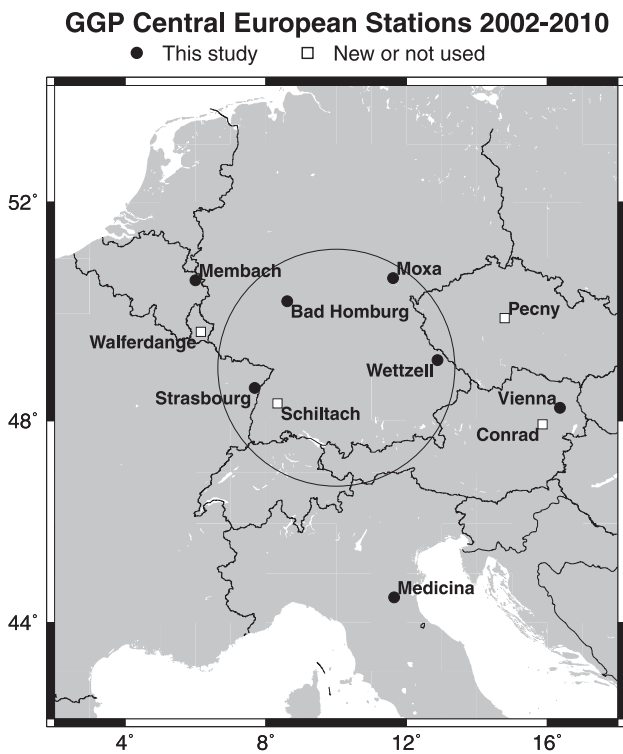 GGP Central European Stations 2002-2010
This study New or not used
52°
Membach
Moxa
Bad Homburg
Pecny
Walferdange
Wettzell
Strasbourg
Vienna
Schiltach
48°
Conrad
Medicina
44°
4° 8° 12° 16°